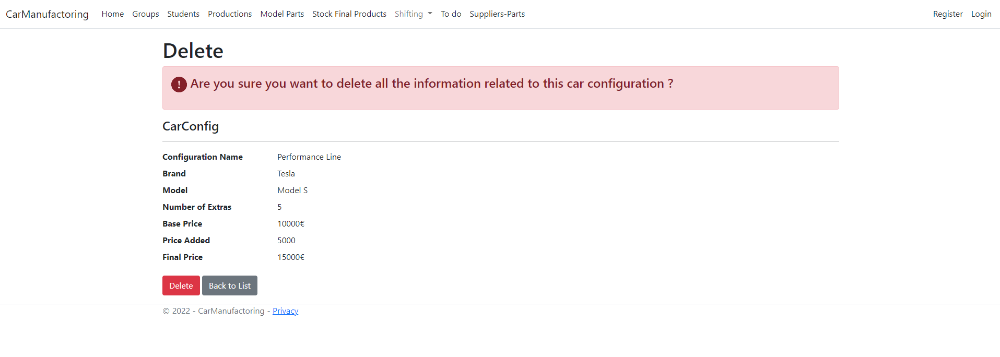 CarManufactoring Home Groups Students Productions Model Parts Stock Final Products Shifting To do Suppliers-Parts Register Login
Delete
! Are you sure you want to delete all the information related to this car configuration ?
CarConfig
Configuration Name Performance Line
Brand Tesla
Model Model S
Number of Extras 5
Base Price 10000€
Price Added 5000
Final Price 15000€
Delete Back to List
© 2022 - CarManufactoring - Privacy